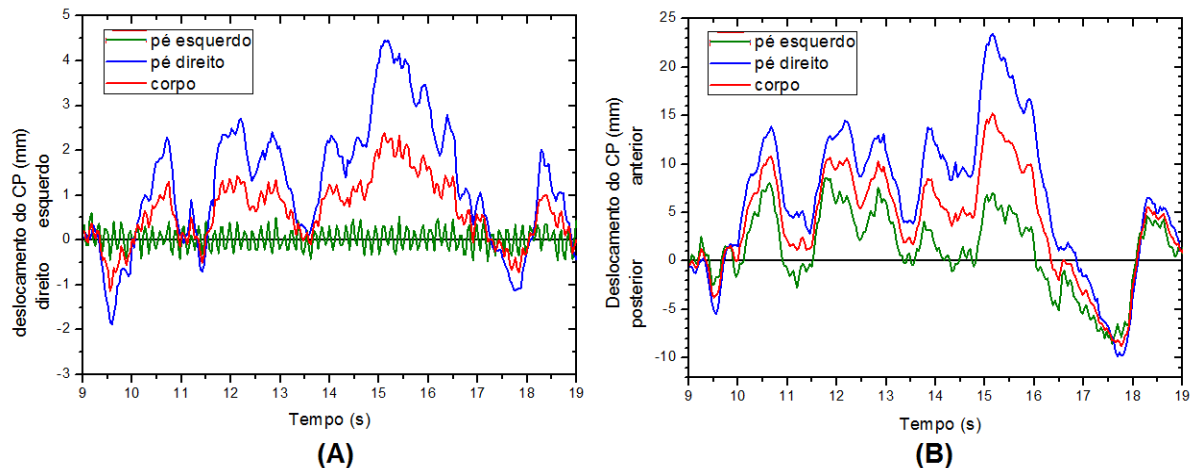 pé esquerdo
pé direito
corpo
deslocamento do CP (mm)
direito esquerdo
5
4
3
2
1
0
-1
-2
-3
9 10 11 12 13 14 15 16 17 18 19
Tempo (s)
(A)
pé esquerdo
pé direito
corpo
Deslocamento do CP (mm)
posterior anterior
25
20
15
10
5
0
-5
-10
9 10 11 12 13 14 15 16 17 18 19
Tempo (s)
(B)